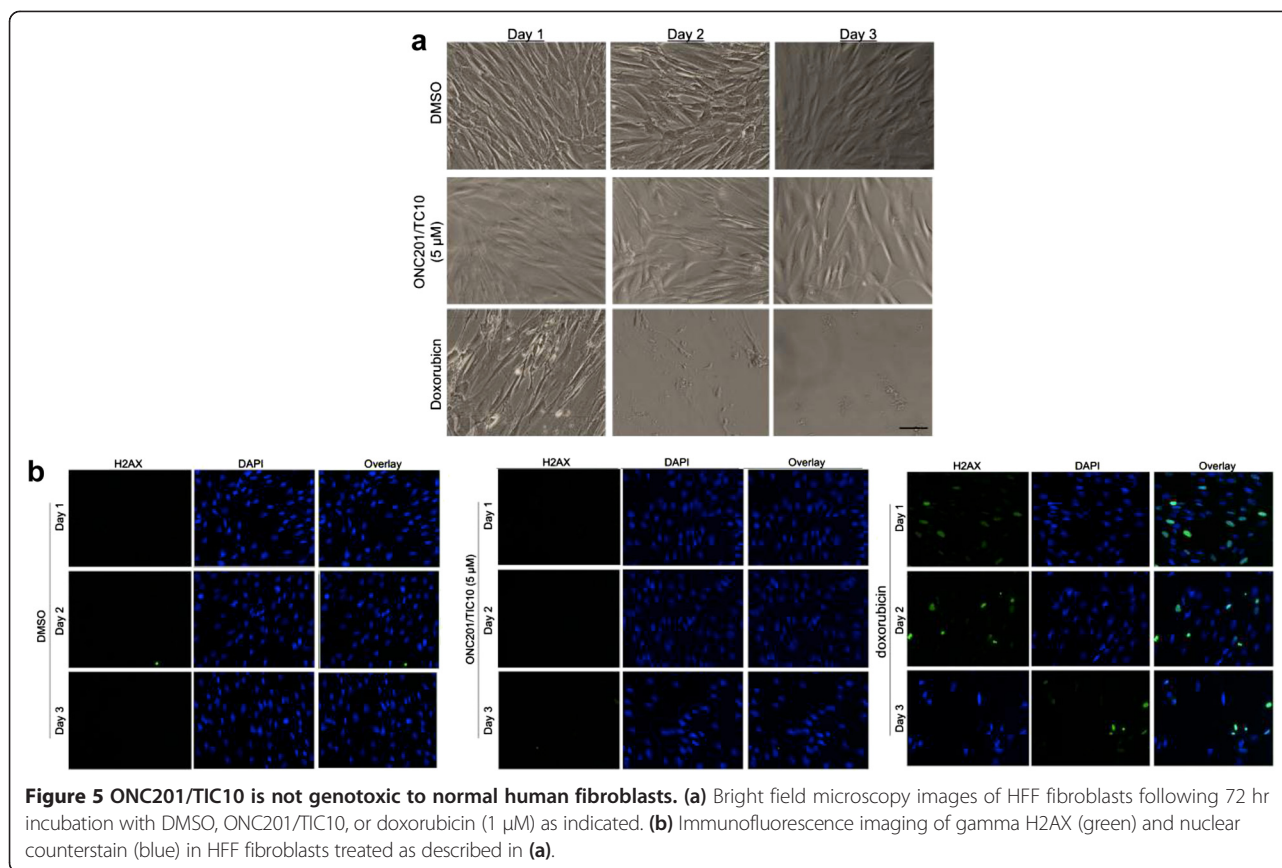 a
Day 1
Day 2
Day 3
DMSO
ONC201/TC10
(5 µM)
Doxorubicn
b
H2AX
DAPI
Overlay
DMSO
Day 1
Day 2
Day 3
H2AX
DAPI
Overlay
ONC201/TIC10 (5 µM)
Day 1
Day 2
Day 3
H2AX
DAPI
Overlay
doxorubicin
Day 1
Day 2
Day 3
Figure 5 ONC201/TIC10 is not genotoxic to normal human fibroblasts. (a) Bright field microscopy images of HFF fibroblasts following 72 hr
incubation with DMSO, ONC201/TIC10, or doxorubicin (1 μM) as indicated. (b) Immunofluorescence imaging of gamma H2AX (green) and nuclear
counterstain (blue) in HFF fibroblasts treated as described in (a).